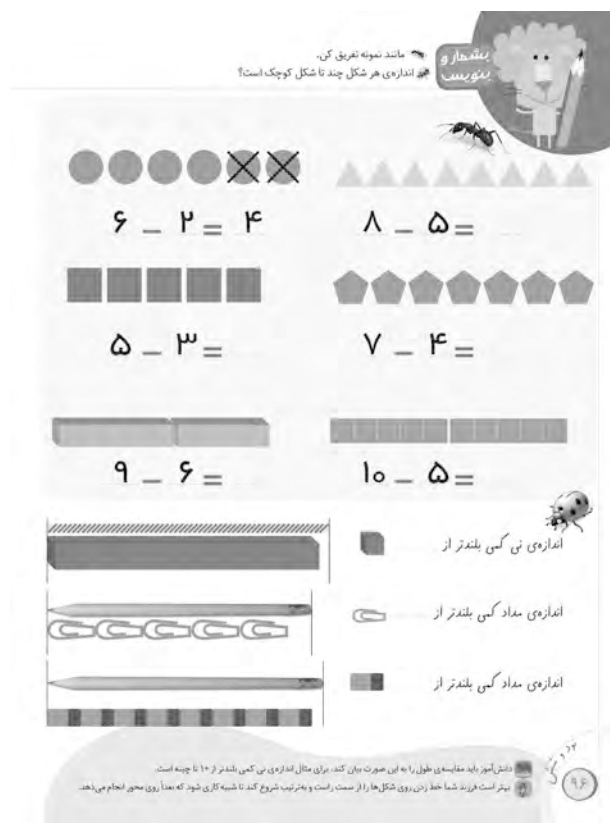 بشمار و
بنویس
مانند نمونه تفریق کن.
اندازه‌ی هر شکل چند تا شکل کوچک است؟
۶ − ۲ = ۴
۸ − ۵ =
۵ − ۳ =
۷ − ۴ =
۹ − ۶ =
۱۰ − ۵ =
اندازه‌ی نی کمی بلندتر از
اندازه‌ی مداد کمی بلندتر از
اندازه‌ی مداد کمی بلندتر از
دانش‌آموز باید مقایسه‌ی طول را به این صورت بیان کند. برای مثال اندازه‌ی نی کمی بلندتر از ۱۰ تا چینه است.
بهتر است فرزند شما خط زدن روی شکل‌ها را از سمت راست و به‌ترتیب شروع کند تا شبیه کاری شود که بعداً روی محور انجام می‌دهد.
۹۶